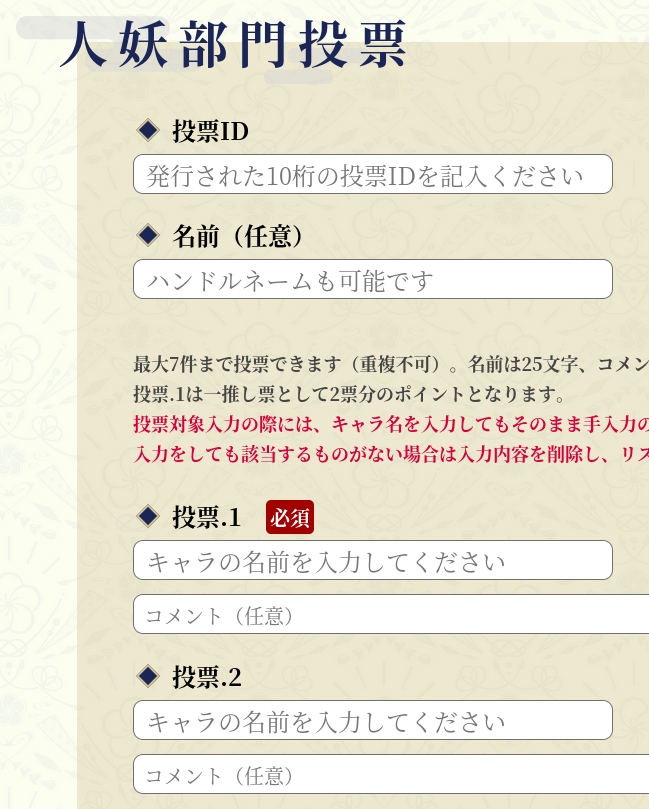 人妖部門投票
投票ID
発行された10桁の投票IDを記入ください
名前（任意）
ハンドルネームも可能です
最大7件まで投票できます（重複不可）。名前は25文字、コメン
投票.1は一推し票として2票分のポイントとなります。
投票対象入力の際には、キャラ名を入力してもそのまま手入力の
入力をしても該当するものがない場合は入力内容を削除し、リス
投票.1 必須
キャラの名前を入力してください
コメント（任意）
投票.2
キャラの名前を入力してください
コメント（任意）